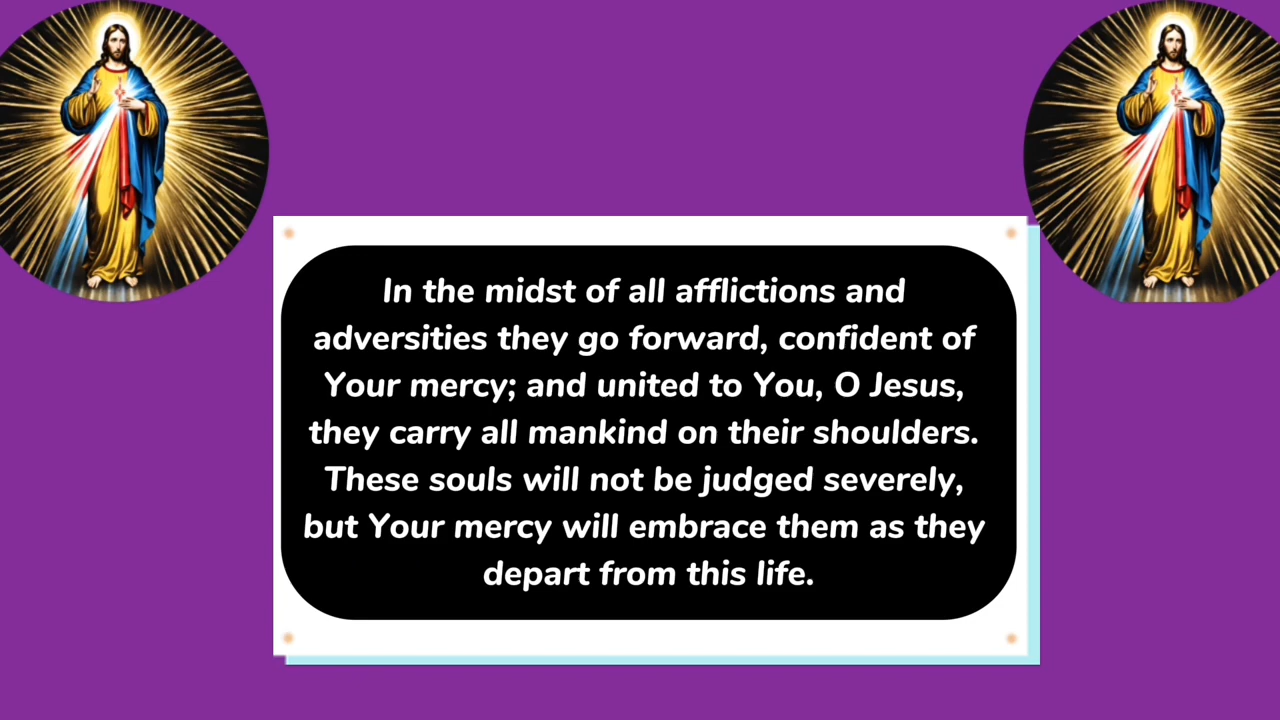 In the midst of all afflictions and
adversities they go forward, confident of
Your mercy; and united to You, O Jesus,
they carry all mankind on their shoulders.
These souls will not be judged severely,
but Your mercy will embrace them as they
depart from this life.